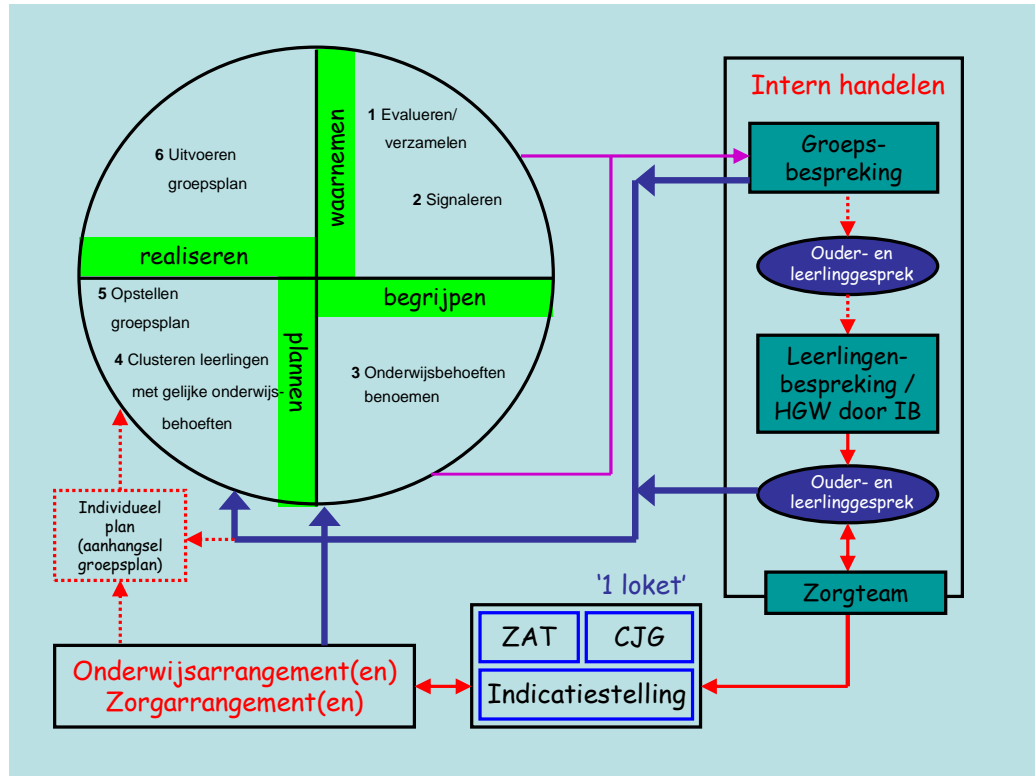 waarnemen
1 Evalueren/
verzamelen
2 Signaleren
begrijpen
3 Onderwijsbehoeften
benoemen
plannen
4 Clusteren leerlingen
met gelijke onderwijs-
behoeften
5 Opstellen
groepsplan
realiseren
6 Uitvoeren
groepsplan
Intern handelen
Groeps-
bespreking
Ouder- en
leerlinggesprek
Leerlingen-
bespreking /
HGW door IB
Ouder- en
leerlinggesprek
Zorgteam
‘1 loket’
ZAT
CJG
Indicatiestelling
Onderwijsarrangement(en)
Zorgarrangement(en)
Individueel
plan
(aanhangsel
groepsplan)